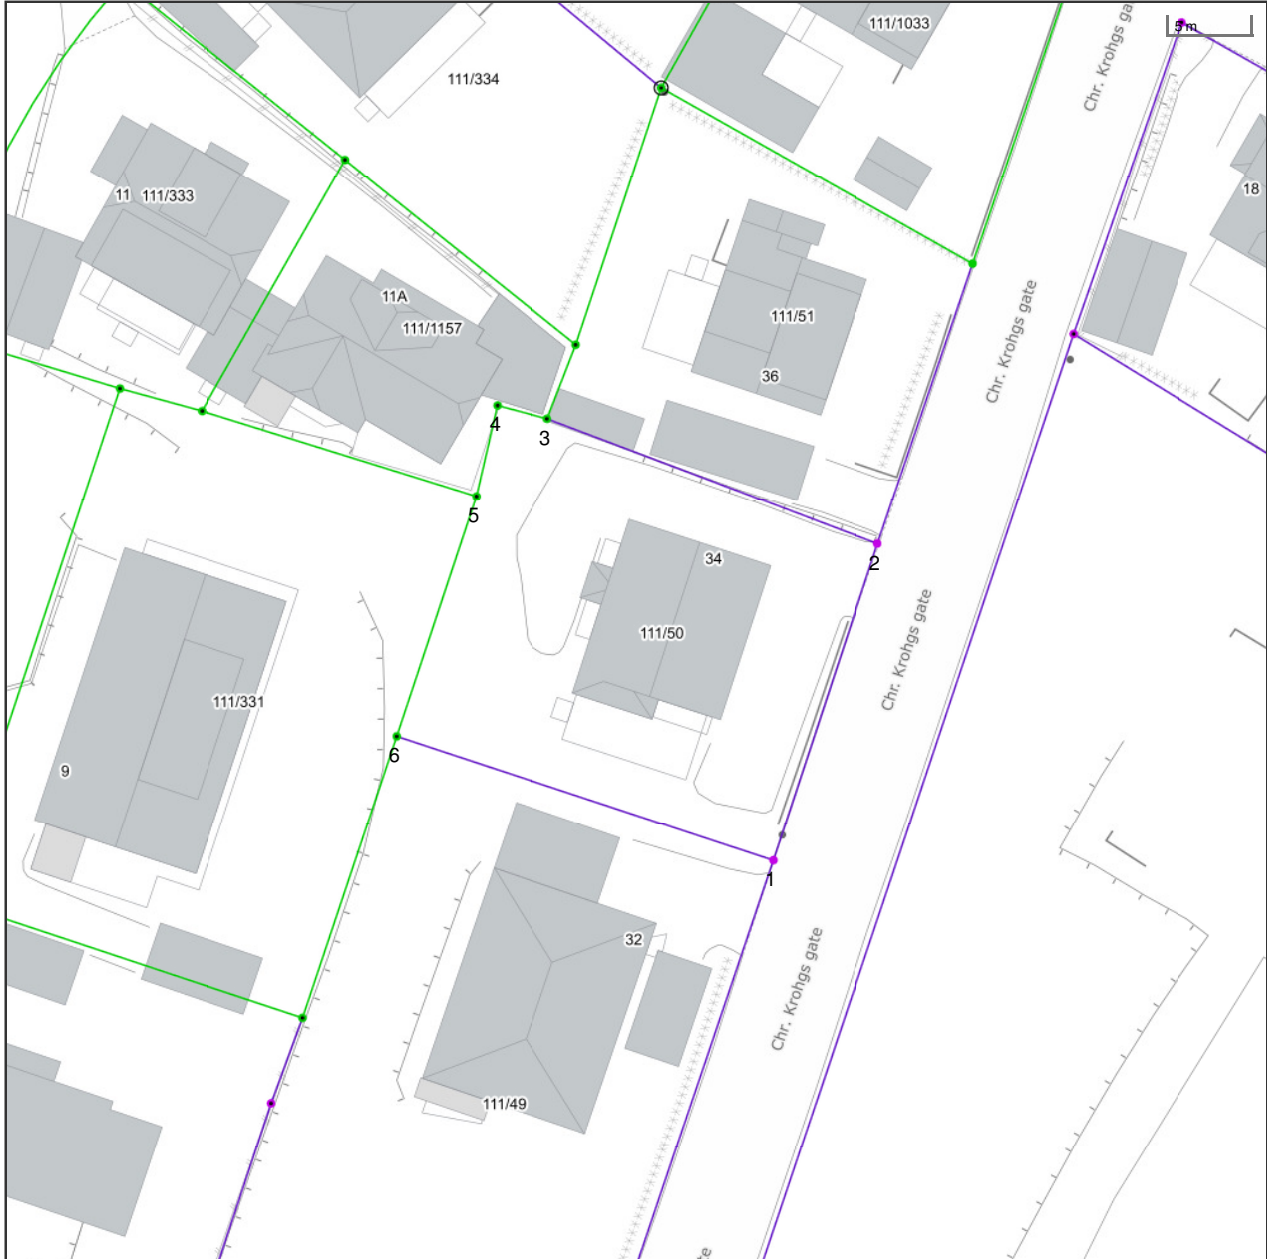 Chr. Krohgs ga
5 m
111/1033
111/334
11
111/333
18
11A
111/1157
111/51
36
Chr. Krohgs gate
4
3
5
2
34
111/50
Chr. Krohgs gate
111/331
6
9
1
32
Chr. Krohgs gate
111/49
te